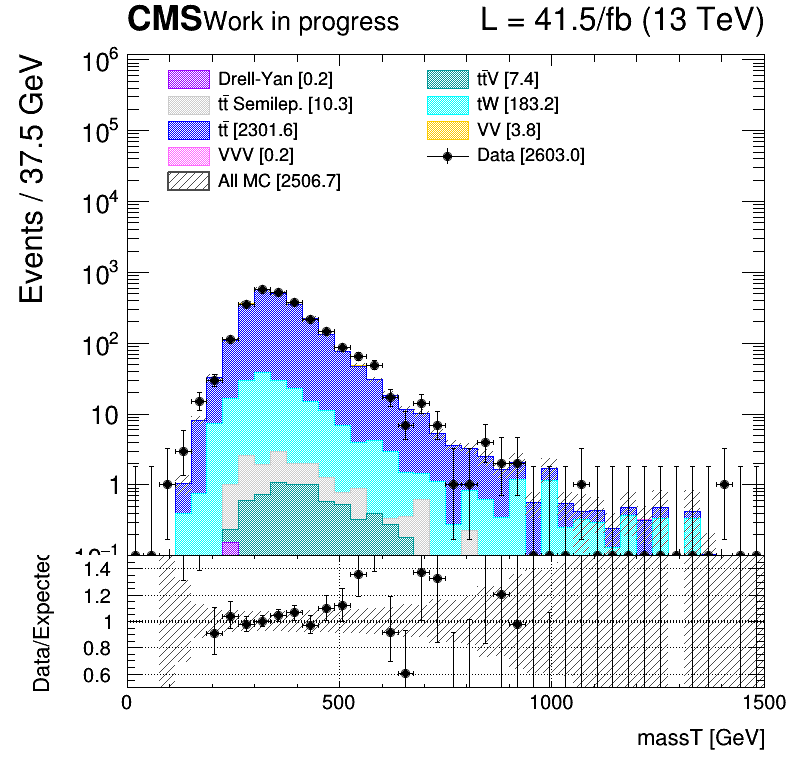 CMS Work in progress L = 41.5/fb (13 TeV)
Events / 37.5 GeV
10⁶
10⁵
10⁴
10³
10²
10
1
10⁻¹
Drell-Yan [0.2]
tt̄ Semilep. [10.3]
tt̄ [2301.6]
VVV [0.2]
All MC [2506.7]
tt̄V [7.4]
tW [183.2]
VV [3.8]
Data [2603.0]
Data/Expected
1.4
1.2
1
0.8
0.6
0 500 1000 1500
massT [GeV]